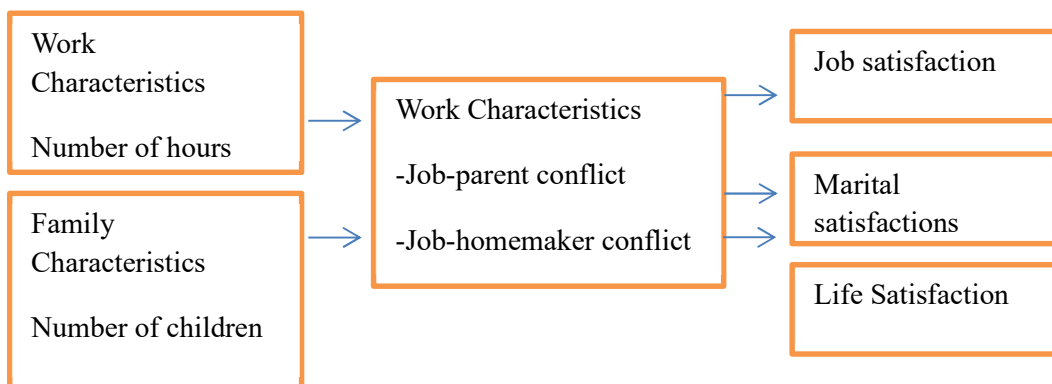 Work
Characteristics
Number of hours
Family
Characteristics
Number of children
Work Characteristics
-Job-parent conflict
-Job-homemaker conflict
Job satisfaction
Marital
satisfactions
Life Satisfaction